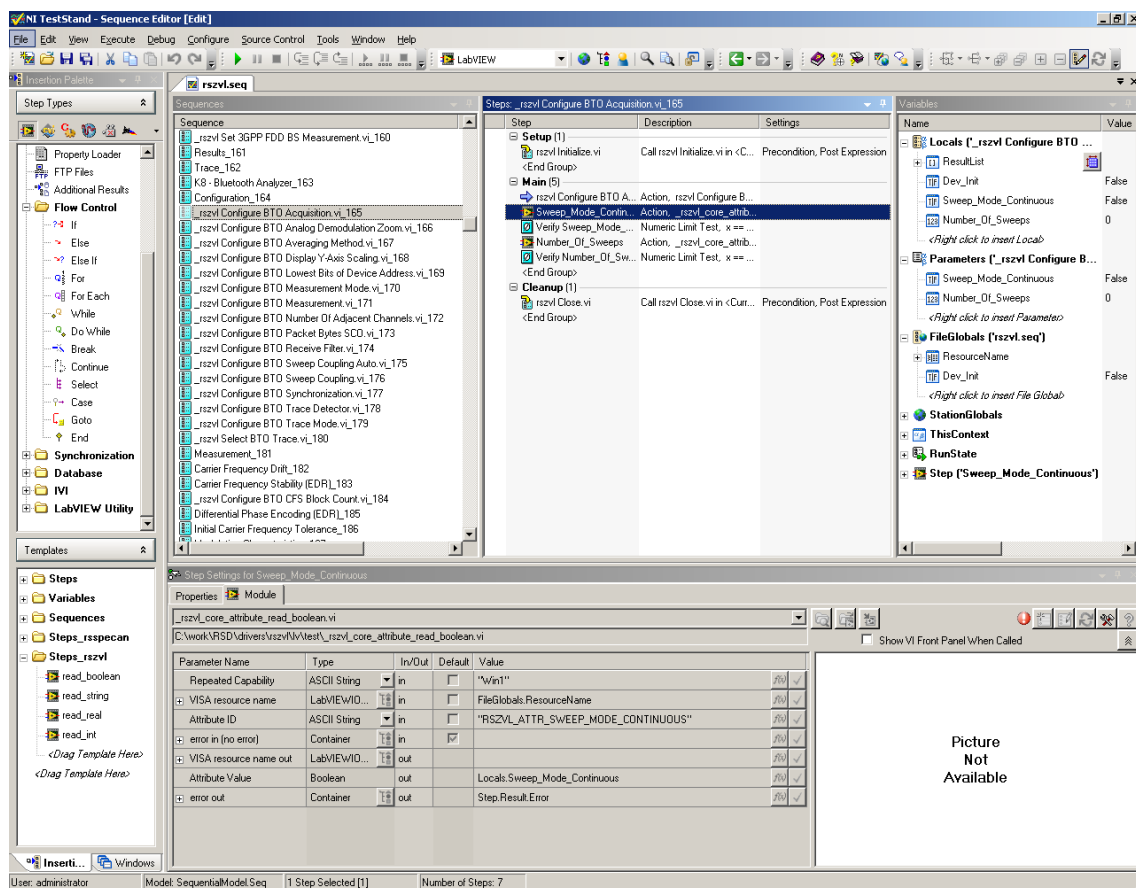 NI TestStand - Sequence Editor [Edit]
File Edit View Execute Debug Configure Source Control Tools Window Help
LabVIEW
Insertion Palette
Step Types
Property Loader
FTP Files
Additional Results
Flow Control
If
Else
Else If
For
For Each
While
Do While
Break
Continue
Select
Case
Goto
End
Synchronization
Database
IVI
LabVIEW Utility
Templates
Steps
Variables
Sequences
Steps_rsspecan
Steps_rszvl
read_boolean
read_string
read_real
read_int
<Drag Template Here>
<Drag Template Here>
Inserti... Windows
rszvl.seq
Sequences
Sequence
_rszvl Set 3GPP FDD BS Measurement.vi_160
Results_161
Trace_162
K8 - Bluetooth Analyzer_163
Configuration_164
_rszvl Configure BTO Acquisition.vi_165
_rszvl Configure BTO Analog Demodulation Zoom.vi_166
_rszvl Configure BTO Averaging Method.vi_167
_rszvl Configure BTO Display Y-Axis Scaling.vi_168
_rszvl Configure BTO Lowest Bits of Device Address.vi_169
_rszvl Configure BTO Measurement Mode.vi_170
_rszvl Configure BTO Measurement.vi_171
_rszvl Configure BTO Number Of Adjacent Channels.vi_172
_rszvl Configure BTO Packet Bytes SCO.vi_173
_rszvl Configure BTO Receive Filter.vi_174
_rszvl Configure BTO Sweep Coupling Auto.vi_175
_rszvl Configure BTO Sweep Coupling.vi_176
_rszvl Configure BTO Synchronization.vi_177
_rszvl Configure BTO Trace Detector.vi_178
_rszvl Configure BTO Trace Mode.vi_179
_rszvl Select BTO Trace.vi_180
Measurement_181
Carrier Frequency Drift_182
Carrier Frequency Stability (EDR)_183
_rszvl Configure BTO CFS Block Count.vi_184
Differential Phase Encoding (EDR)_185
Initial Carrier Frequency Tolerance_186
Steps: _rszvl Configure BTO Acquisition.vi_165
Step Description Settings
Setup (1)
rszvl Initialize.vi Call rszvl Initialize.vi in <C... Precondition, Post Expression
<End Group>
Main (5)
rszvl Configure BTO A... Action, rszvl Configure B...
Sweep_Mode_Contin... Action, _rszvl_core_attrib...
Verify Sweep_Mode_... Numeric Limit Test, x == ...
Number_Of_Sweeps Action, _rszvl_core_attrib...
Verify Number_Of_Sw... Numeric Limit Test, x == ...
<End Group>
Cleanup (1)
rszvl Close.vi Call rszvl Close.vi in <Curr... Precondition, Post Expression
<End Group>
Variables
Name Value
Locals ('_rszvl Configure BTO ...
ResultList
Dev_Init False
Sweep_Mode_Continuous False
Number_Of_Sweeps 0
<Right click to insert Local>
Parameters ('_rszvl Configure B...
Sweep_Mode_Continuous False
Number_Of_Sweeps 0
<Right click to insert Parameter>
FileGlobals ('rszvl.seq')
ResourceName
Dev_Init False
<Right click to insert File Global>
StationGlobals
ThisContext
RunState
Step ('Sweep_Mode_Continuous')
Step Settings for Sweep_Mode_Continuous
Properties Module
_rszvl_core_attribute_read_boolean.vi
C:\work\RSD\drivers\rszvl\lv\test\_rszvl_core_attribute_read_boolean.vi
Show VI Front Panel When Called
Parameter Name Type In/Out Default Value
Repeated Capability ASCII String in "Win1"
VISA resource name LabVIEWIO... in FileGlobals.ResourceName
Attribute ID ASCII String in "RSZVL_ATTR_SWEEP_MODE_CONTINUOUS"
error in (no error) Container in
VISA resource name out LabVIEWIO... out
Attribute Value Boolean out Locals.Sweep_Mode_Continuous
error out Container out Step.Result.Error
Picture
Not
Available
User: administrator Model: SequentialModel.Seq 1 Step Selected [1] Number of Steps: 7